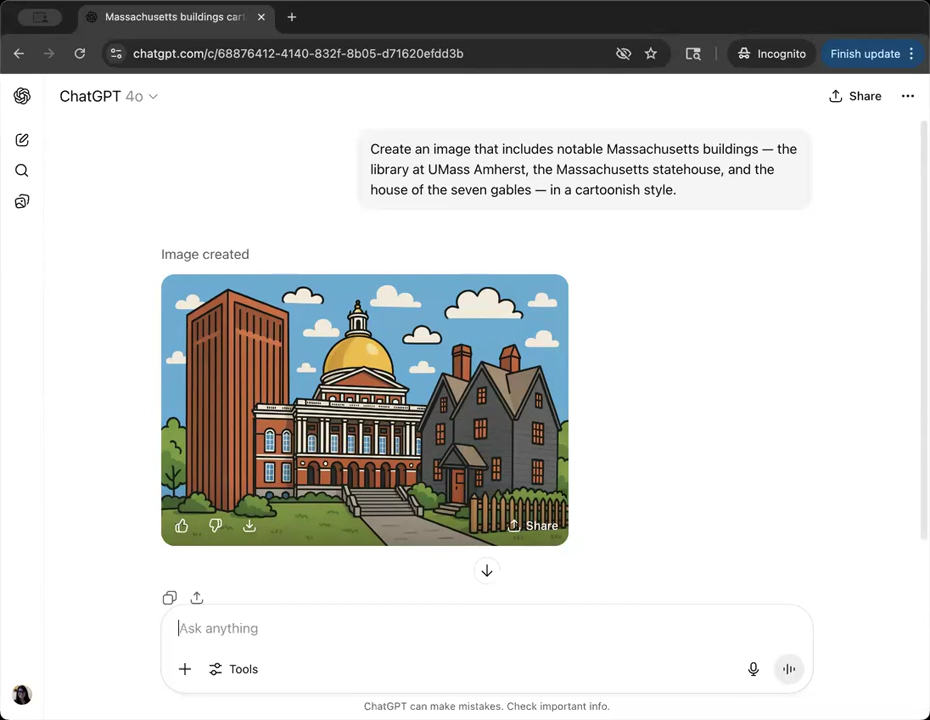 Massachusetts buildings car
chatgpt.com/c/68876412-4140-832f-8b05-d71620efdd3b
Incognito
Finish update
ChatGPT 4o
Share
Create an image that includes notable Massachusetts buildings — the
library at UMass Amherst, the Massachusetts statehouse, and the
house of the seven gables — in a cartoonish style.
Image created
Share
Ask anything
Tools
ChatGPT can make mistakes. Check important info.